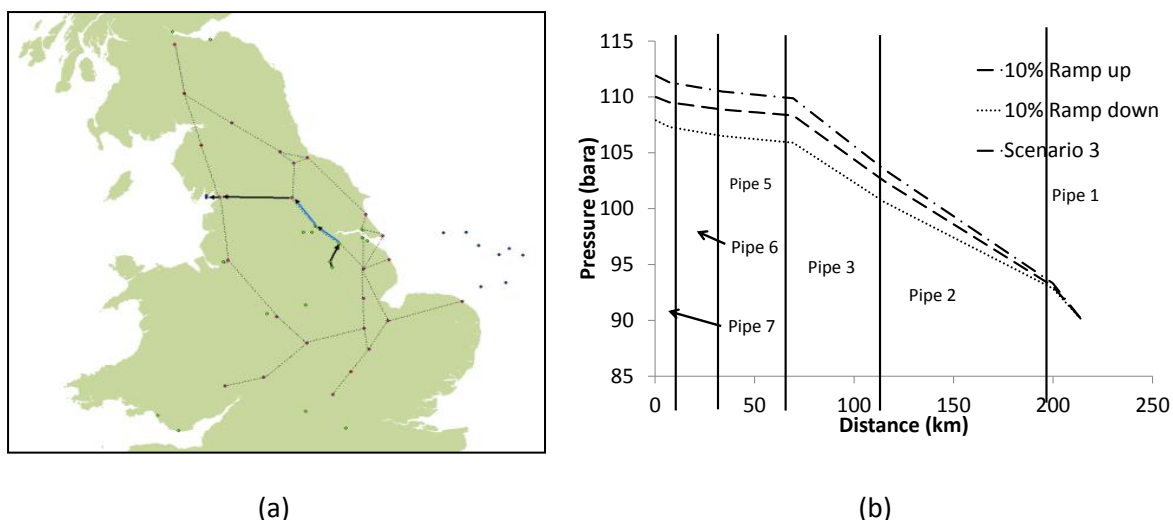 115
110
105
100
95
90
85
Pressure (bara)
10% Ramp up
10% Ramp down
Scenario 3
Pipe 5
Pipe 1
Pipe 6
Pipe 3
Pipe 2
Pipe 7
0 50 100 150 200 250
Distance (km)
(a) (b)